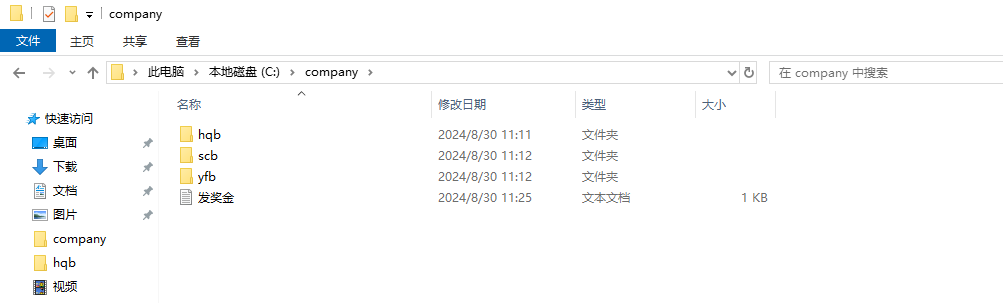 company
文件 主页 共享 查看
此电脑 本地磁盘 (C:) company 在 company 中搜索
名称 修改日期 类型 大小
快速访问
hqb 2024/8/30 11:11 文件夹
桌面
scb 2024/8/30 11:12 文件夹
下载
yfb 2024/8/30 11:12 文件夹
文档
发奖金 2024/8/30 11:25 文本文档 1 KB
图片
company
hqb
视频